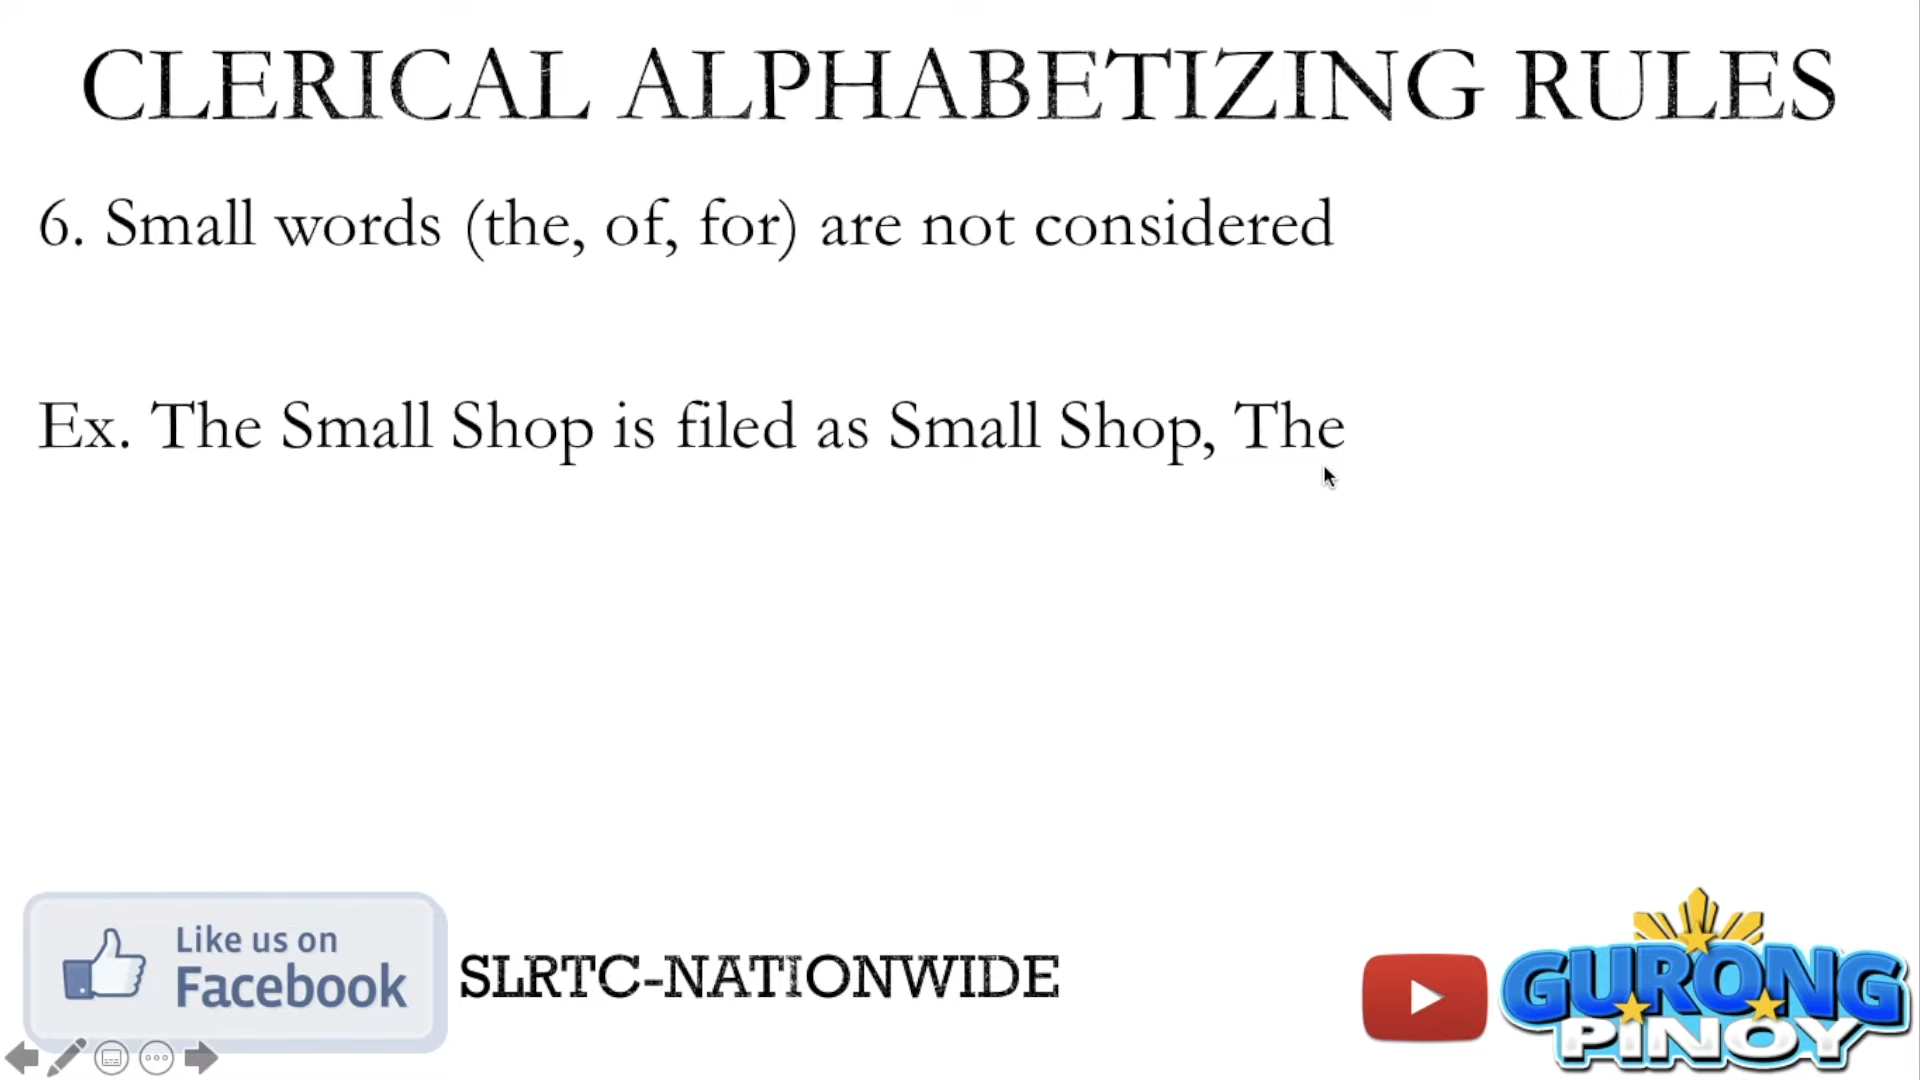 CLERICAL ALPHABETIZING RULES
6. Small words (the, of, for) are not considered
Ex. The Small Shop is filed as Small Shop, The
Like us on
Facebook
SLRTC-NATIONWIDE
GURONG
PINOY